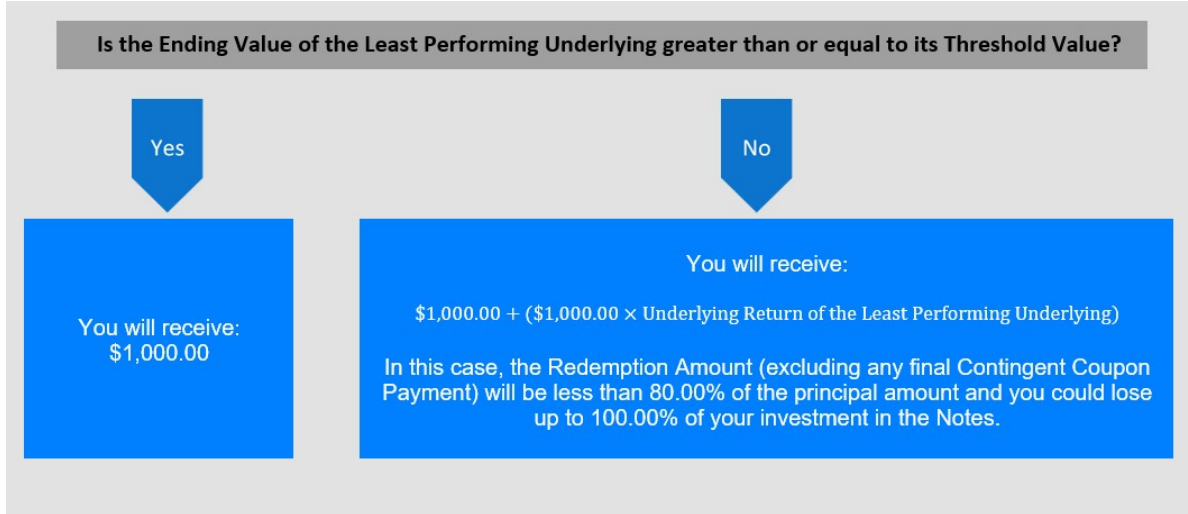 Is the Ending Value of the Least Performing Underlying greater than or equal to its Threshold Value?
Yes
No
You will receive:
$1,000.00
You will receive:
$1,000.00 + ($1,000.00 × Underlying Return of the Least Performing Underlying)
In this case, the Redemption Amount (excluding any final Contingent Coupon
Payment) will be less than 80.00% of the principal amount and you could lose
up to 100.00% of your investment in the Notes.